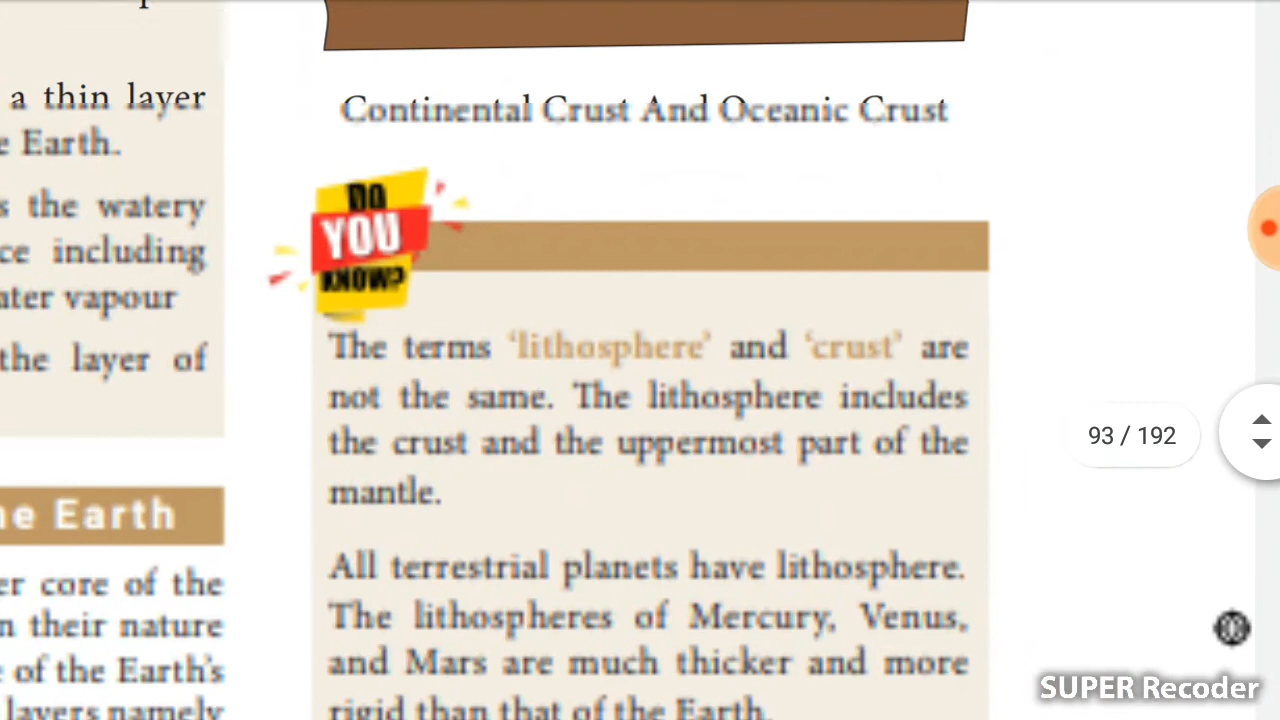 a thin layer
e Earth.
s the watery
ce including
ater vapour
the layer of
ne Earth
er core of the
n their nature
of the Earth's
layers namely
Continental Crust And Oceanic Crust
DO
YOU
KNOW?
The terms 'lithosphere' and 'crust' are
not the same. The lithosphere includes
the crust and the uppermost part of the
mantle.
All terrestrial planets have lithosphere.
The lithospheres of Mercury, Venus,
and Mars are much thicker and more
rigid than that of the Earth.
93 / 192
SUPER Recoder